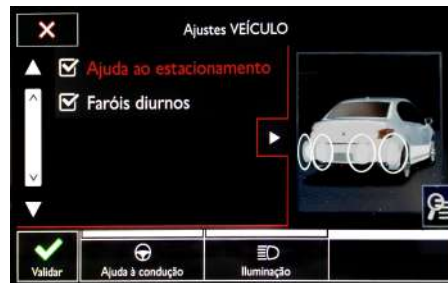 Ajustes VEÍCULO
Ajuda ao estacionamento
Faróis diurnos
Validar
Ajuda à condução
Iluminação